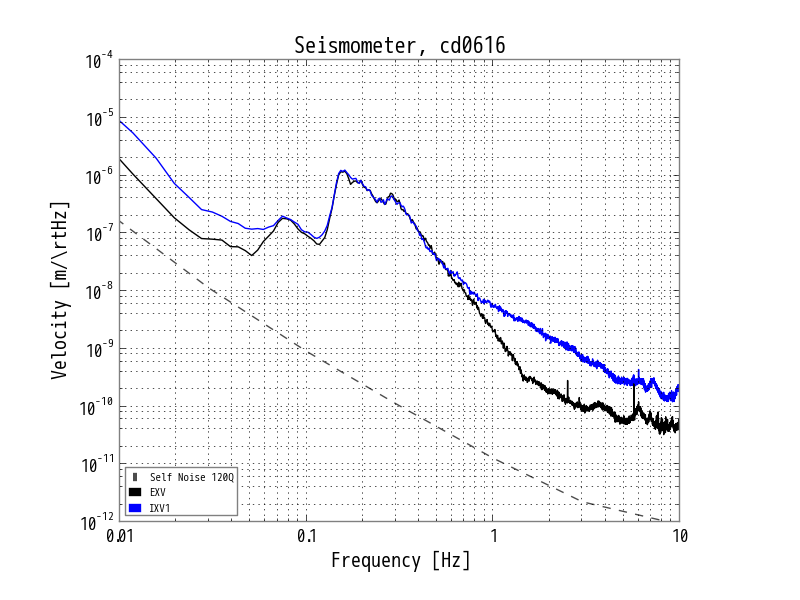 Seismometer, cd0616
10^-4
10^-5
10^-6
10^-7
10^-8
10^-9
10^-10
10^-11
10^-12
Velocity [m/\rtHz]
Self Noise 120Q
EXV
IXV1
0.01 0.1 1 10
Frequency [Hz]